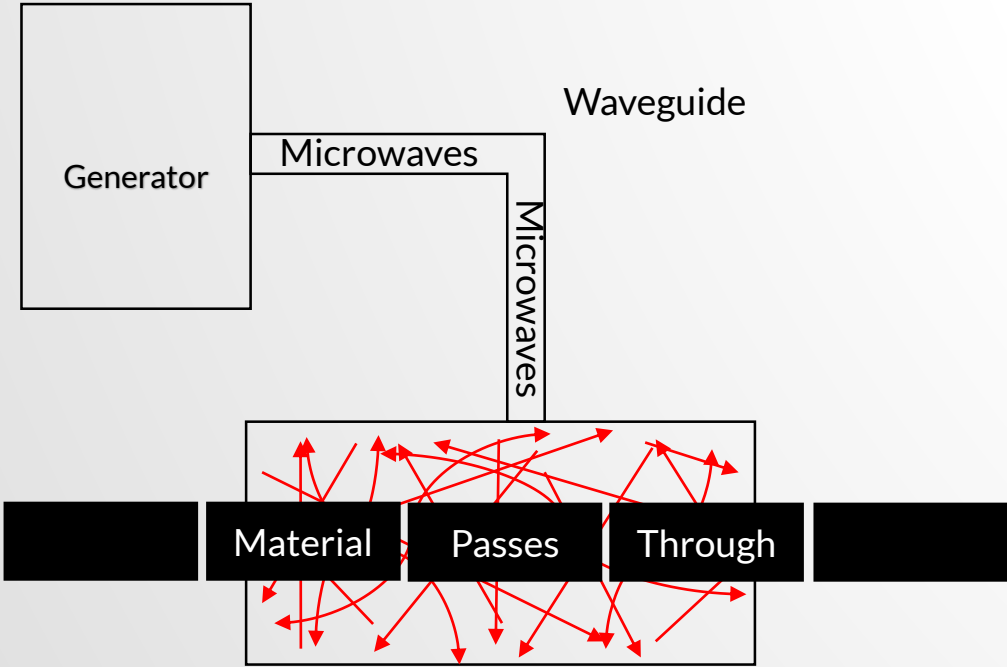 Waveguide
Microwaves
Generator
Microwaves
Material
Passes
Through